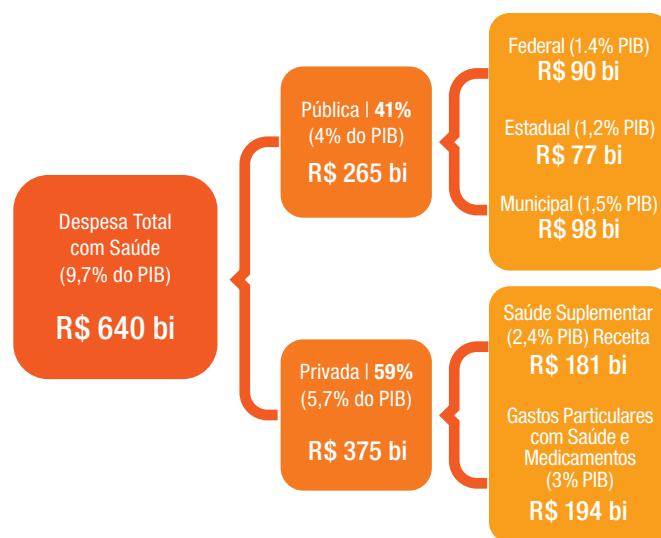 Despesa Total
com Saúde
(9,7% do PIB)
R$ 640 bi
Pública | 41%
(4% do PIB)
R$ 265 bi
Federal (1.4% PIB)
R$ 90 bi
Estadual (1,2% PIB)
R$ 77 bi
Municipal (1,5% PIB)
R$ 98 bi
Privada | 59%
(5,7% do PIB)
R$ 375 bi
Saúde Suplementar
(2,4% PIB) Receita
R$ 181 bi
Gastos Particulares
com Saúde e
Medicamentos
(3% PIB)
R$ 194 bi